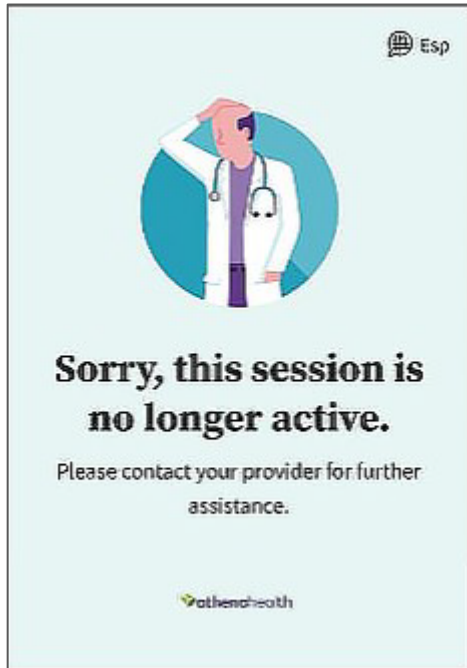 Esp
Sorry, this session is
no longer active.
Please contact your provider for further
assistance.
athenahealth